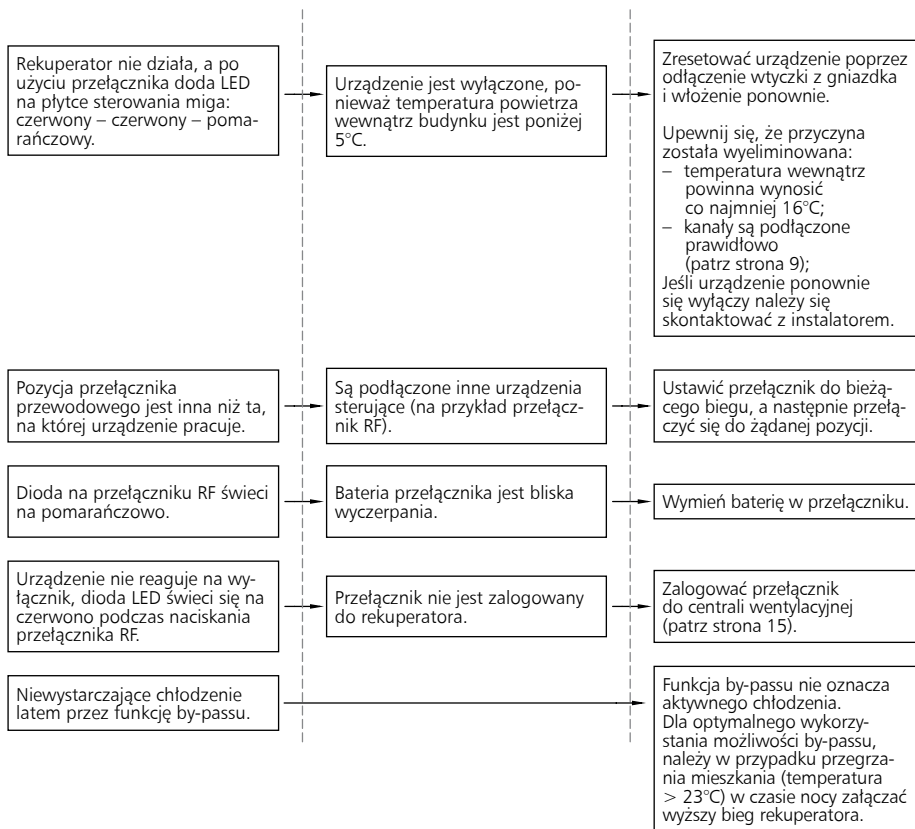 Rekuperator nie działa, a po
użyciu przełącznika doda LED
na płytce sterowania miga:
czerwony – czerwony – poma-
rańczowy.
Urządzenie jest wyłączone, po-
nieważ temperatura powietrza
wewnątrz budynku jest poniżej
5°C.
Zresetować urządzenie poprzez
odłączenie wtyczki z gniazdka
i włożenie ponownie.
Upewnij się, że przyczyna
została wyeliminowana:
– temperatura wewnątrz
powinna wynosić
co najmniej 16°C;
– kanały są podłączone
prawidłowo
(patrz strona 9);
Jeśli urządzenie ponownie
się wyłączy należy się
skontaktować z instalatorem.
Pozycja przełącznika
przewodowego jest inna niż ta,
na której urządzenie pracuje.
Są podłączone inne urządzenia
sterujące (na przykład przełącz-
nik RF).
Ustawić przełącznik do bieżą-
cego biegu, a następnie przełą-
czyć się do żądanej pozycji.
Dioda na przełączniku RF świeci
na pomarańczowo.
Bateria przełącznika jest bliska
wyczerpania.
Wymień baterię w przełączniku.
Urządzenie nie reaguje na wy-
łącznik, dioda LED świeci się na
czerwono podczas naciskania
przełącznika RF.
Przełącznik nie jest zalogowany
do rekuperatora.
Zalogować przełącznik
do centrali wentylacyjnej
(patrz strona 15).
Niewystarczające chłodzenie
latem przez funkcję by-passu.
Funkcja by-passu nie oznacza
aktywnego chłodzenia.
Dla optymalnego wykorzy-
stania możliwości by-passu,
należy w przypadku przegrza-
nia mieszkania (temperatura
> 23°C) w czasie nocy załączać
wyższy bieg rekuperatora.